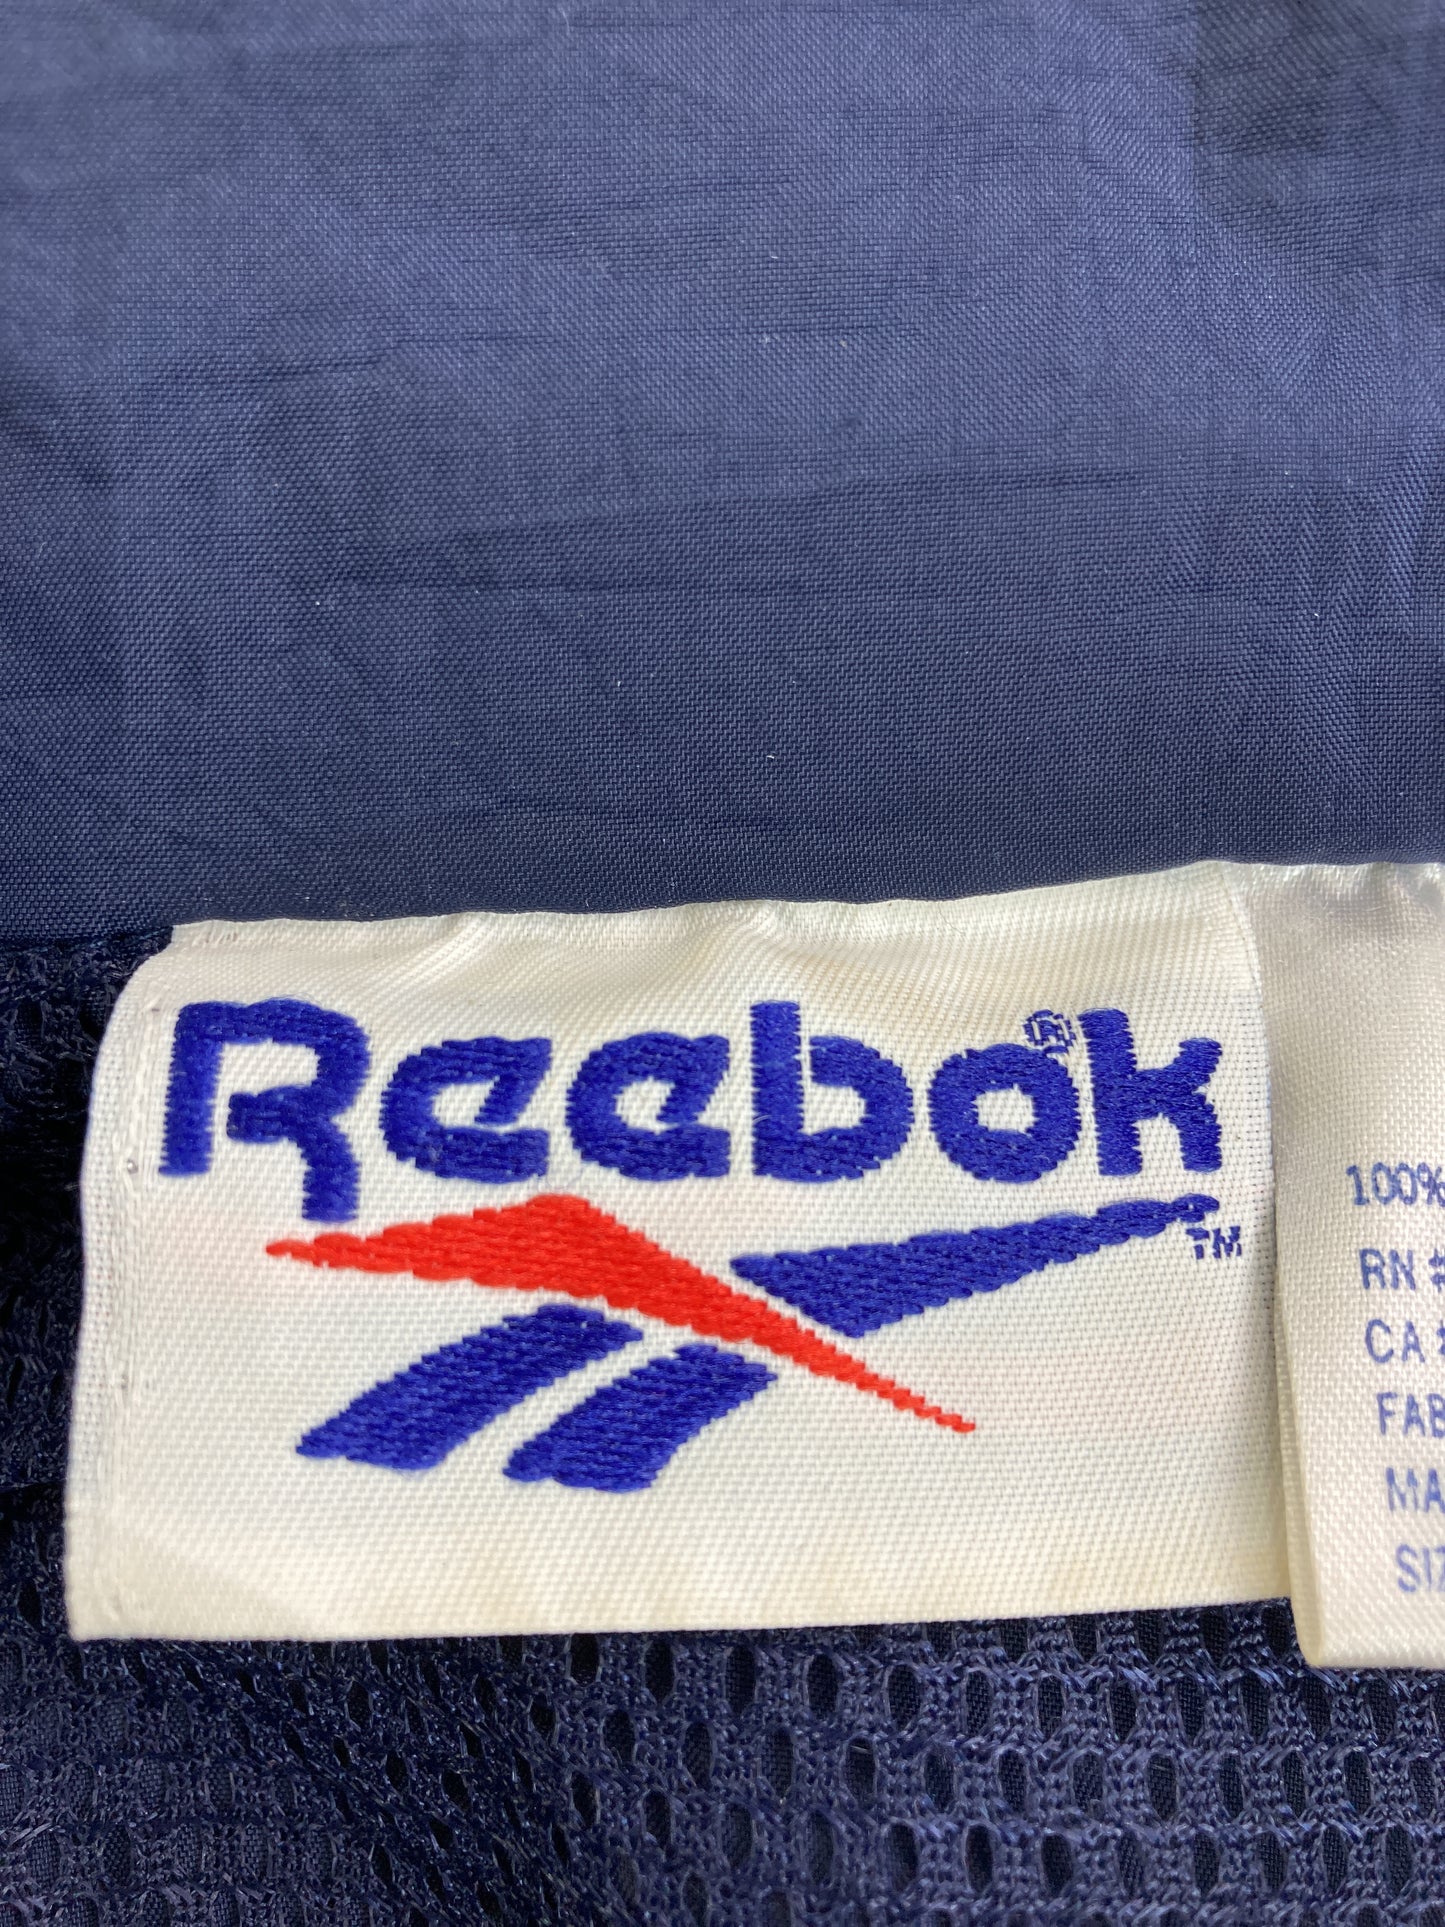 Reebok®
TM
100%
RN #
CA #
FAB
MA
SIZ